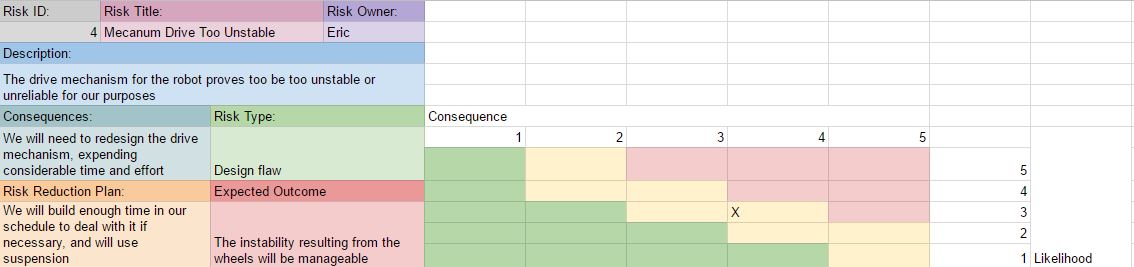 Risk ID: Risk Title: Risk Owner:
4 Mecanum Drive Too Unstable Eric
Description:
The drive mechanism for the robot proves too be too unstable or
unreliable for our purposes
Consequences: Risk Type: Consequence
1 2 3 4 5
We will need to redesign the drive
mechanism, expending
considerable time and effort
Design flaw
5
Risk Reduction Plan: Expected Outcome 4
We will build enough time in our
schedule to deal with it if
necessary, and will use
suspension
The instability resulting from the
wheels will be manageable
X 3
2
1 Likelihood